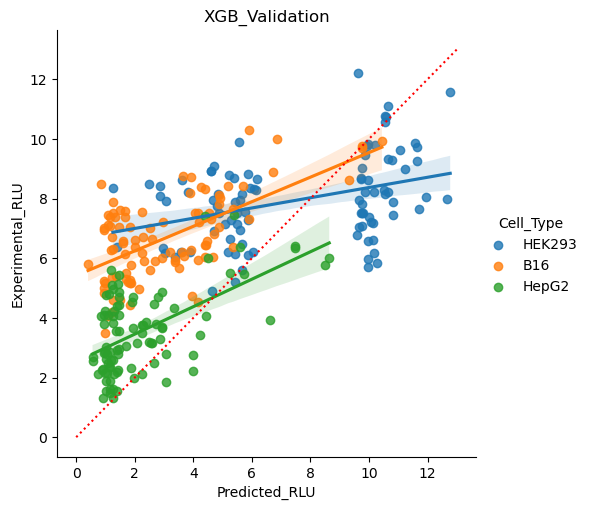 XGB_Validation
Experimental_RLU
12
10
8
6
4
2
0
0 2 4 6 8 10 12
Predicted_RLU
Cell_Type
HEK293
B16
HepG2